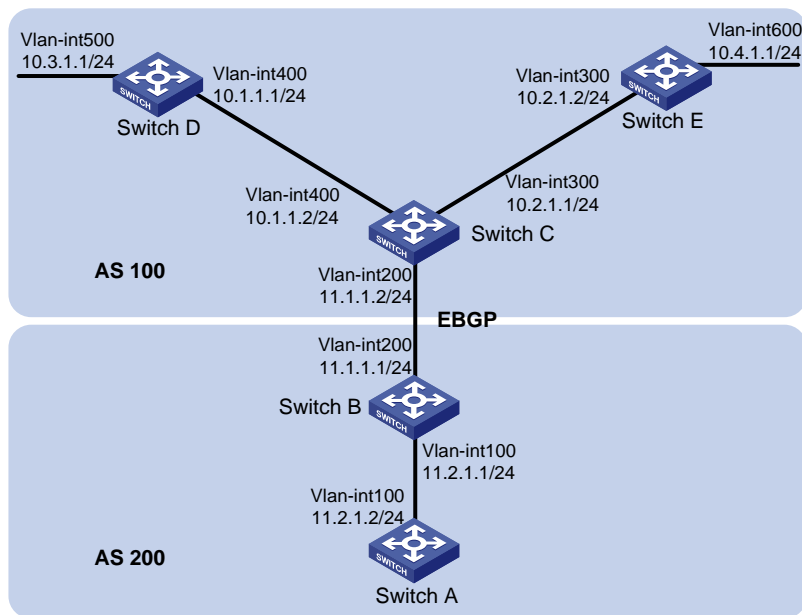 Vlan-int500
10.3.1.1/24
Vlan-int400
10.1.1.1/24
SWITCH
Switch D
Vlan-int600
10.4.1.1/24
Vlan-int300
10.2.1.2/24
SWITCH
Switch E
Vlan-int400
10.1.1.2/24
Vlan-int300
10.2.1.1/24
SWITCH
Switch C
AS 100
Vlan-int200
11.1.1.2/24
EBGP
Vlan-int200
11.1.1.1/24
SWITCH
Switch B
Vlan-int100
11.2.1.1/24
Vlan-int100
11.2.1.2/24
SWITCH
Switch A
AS 200